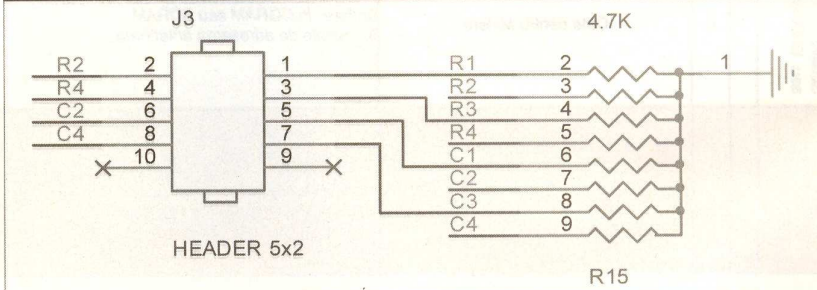 J3
4.7K
R2 2 1 R1 2 1
R4 4 3 R2 3
C2 6 5 R3 4
C4 8 7 R4 5
10 9 C1 6
C2 7
C3 8
C4 9
HEADER 5x2
R15